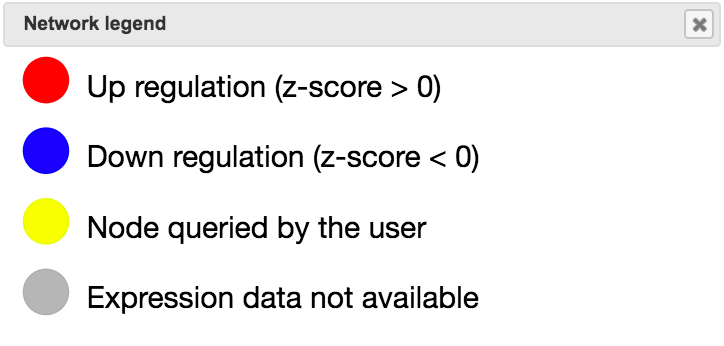 Network legend
Up regulation (z-score > 0)
Down regulation (z-score < 0)
Node queried by the user
Expression data not available